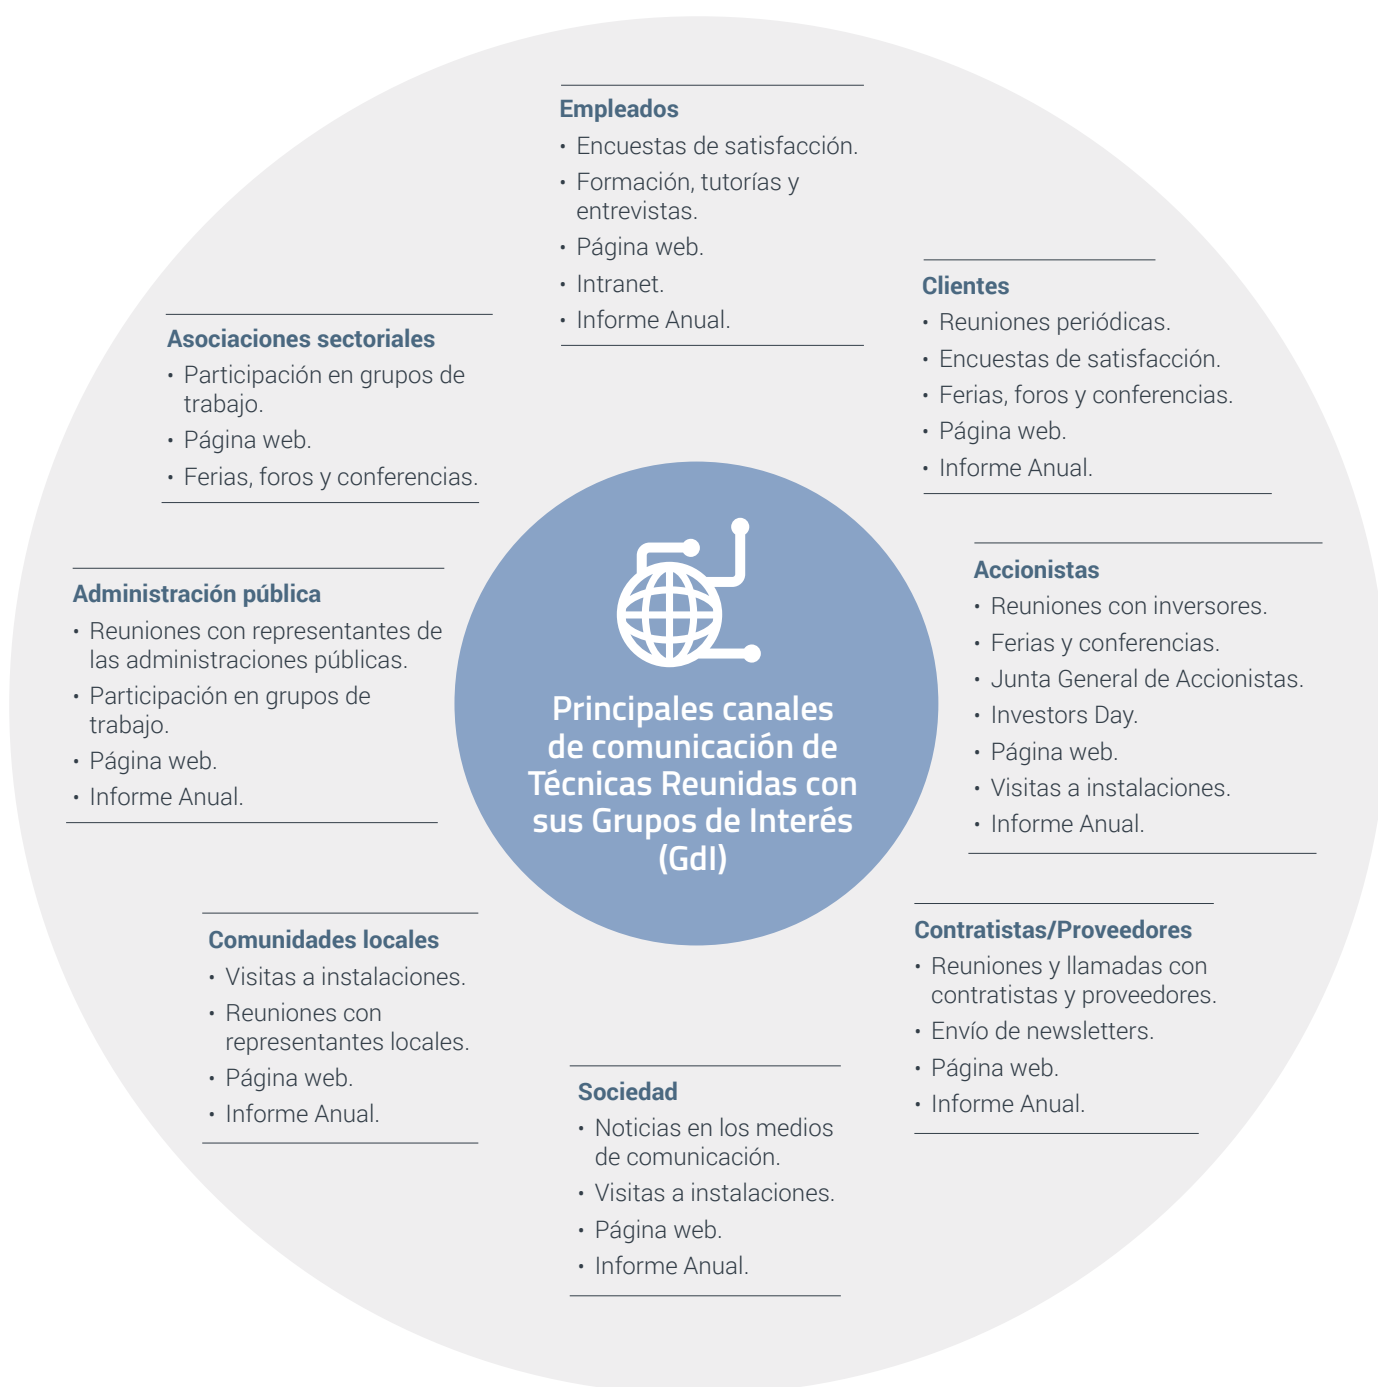 Empleados
• Encuestas de satisfacción.
• Formación, tutorías y
entrevistas.
• Página web.
• Intranet.
• Informe Anual.
Clientes
• Reuniones periódicas.
• Encuestas de satisfacción.
• Ferias, foros y conferencias.
• Página web.
• Informe Anual.
Accionistas
• Reuniones con inversores.
• Ferias y conferencias.
• Junta General de Accionistas.
• Investors Day.
• Página web.
• Visitas a instalaciones.
• Informe Anual.
Contratistas/Proveedores
• Reuniones y llamadas con
contratistas y proveedores.
• Envío de newsletters.
• Página web.
• Informe Anual.
Sociedad
• Noticias en los medios
de comunicación.
• Visitas a instalaciones.
• Página web.
• Informe Anual.
Comunidades locales
• Visitas a instalaciones.
• Reuniones con
representantes locales.
• Página web.
• Informe Anual.
Administración pública
• Reuniones con representantes de
las administraciones públicas.
• Participación en grupos de
trabajo.
• Página web.
• Informe Anual.
Asociaciones sectoriales
• Participación en grupos de
trabajo.
• Página web.
• Ferias, foros y conferencias.
Principales canales
de comunicación de
Técnicas Reunidas con
sus Grupos de Interés
(GdI)